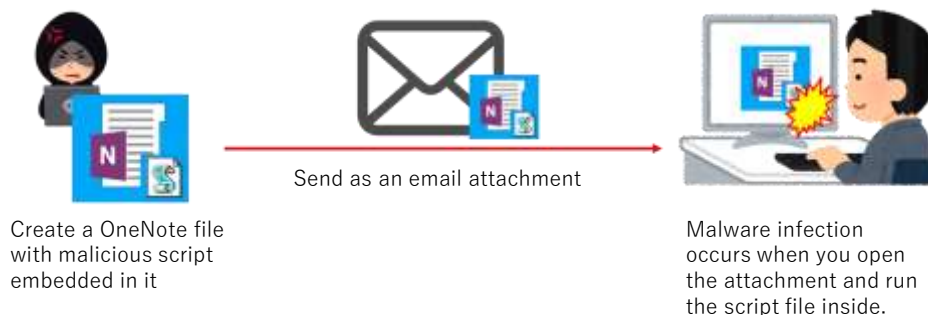 N
N
N
Send as an email attachment
Create a OneNote file
with malicious script
embedded in it
Malware infection
occurs when you open
the attachment and run
the script file inside.